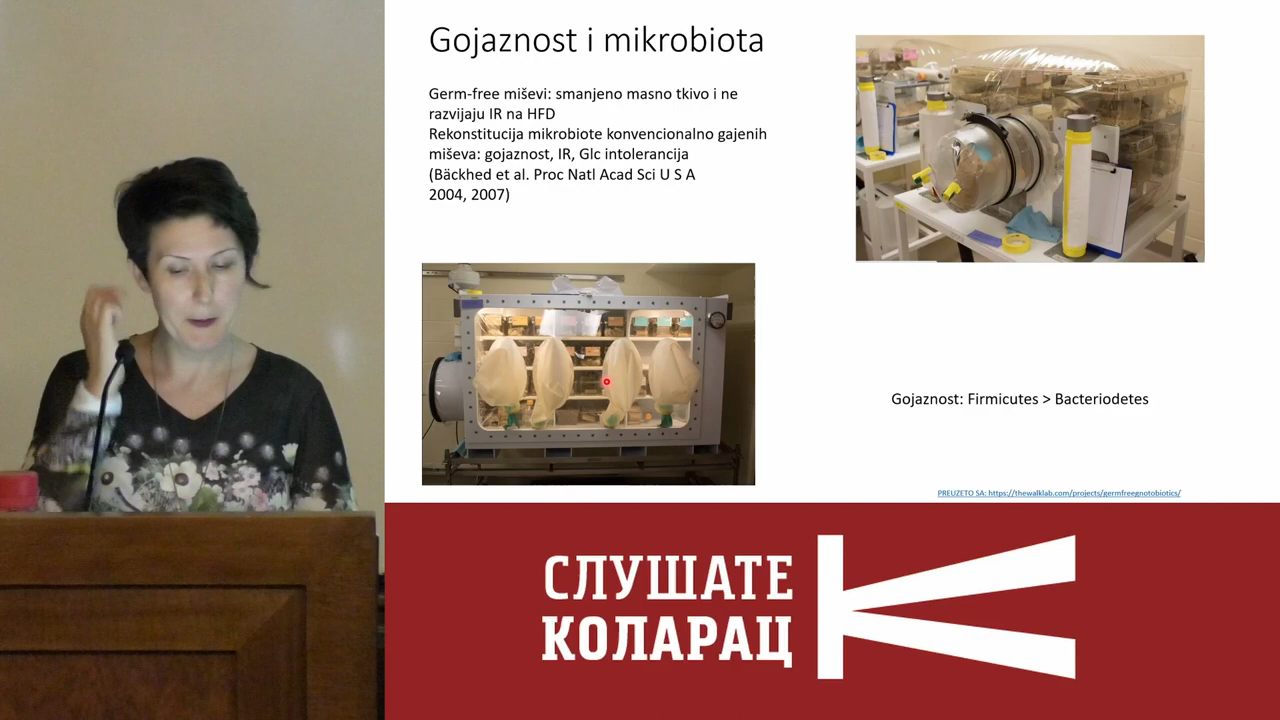 Gojaznost i mikrobiota
Germ-free miševi: smanjeno masno tkivo i ne
razvijaju IR na HFD
Rekonstitucija mikrobiote konvencionalno gajenih
miševa: gojaznost, IR, Glc intolerancija
(Bäckhed et al. Proc Natl Acad Sci U S A
2004, 2007)
Gojaznost: Firmicutes > Bacteriodetes
PREUZETO SA: https://thewalklab.com/projects/germfreegnotobiotics/
СЛУШАТЕ
КОЛАРАЦ